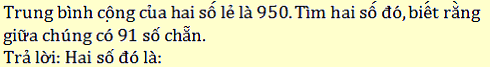 Trung bình cộng của hai số lẻ là 950. Tìm hai số đó, biết rằng
giữa chúng có 91 số chẵn.
Trả lời: Hai số đó là: